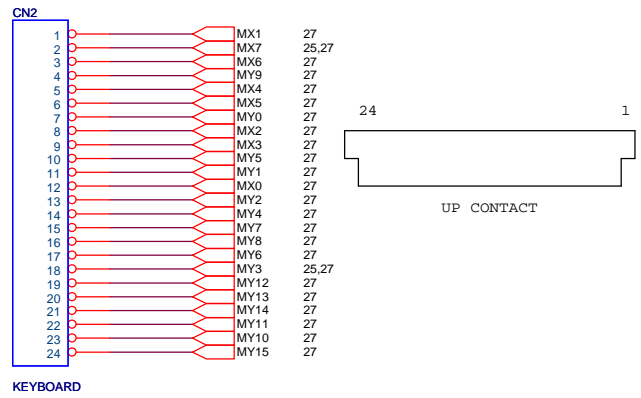 CN2
1 MX1 27
2 MX7 25,27
3 MX6 27
4 MY9 27
5 MX4 27
6 MX5 27
7 MY0 27
8 MX2 27
9 MX3 27
10 MY5 27
11 MY1 27
12 MX0 27
13 MY2 27
14 MY4 27
15 MY7 27
16 MY8 27
17 MY6 27
18 MY3 25,27
19 MY12 27
20 MY13 27
21 MY14 27
22 MY11 27
23 MY10 27
24 MY15 27
KEYBOARD
24 1
UP CONTACT